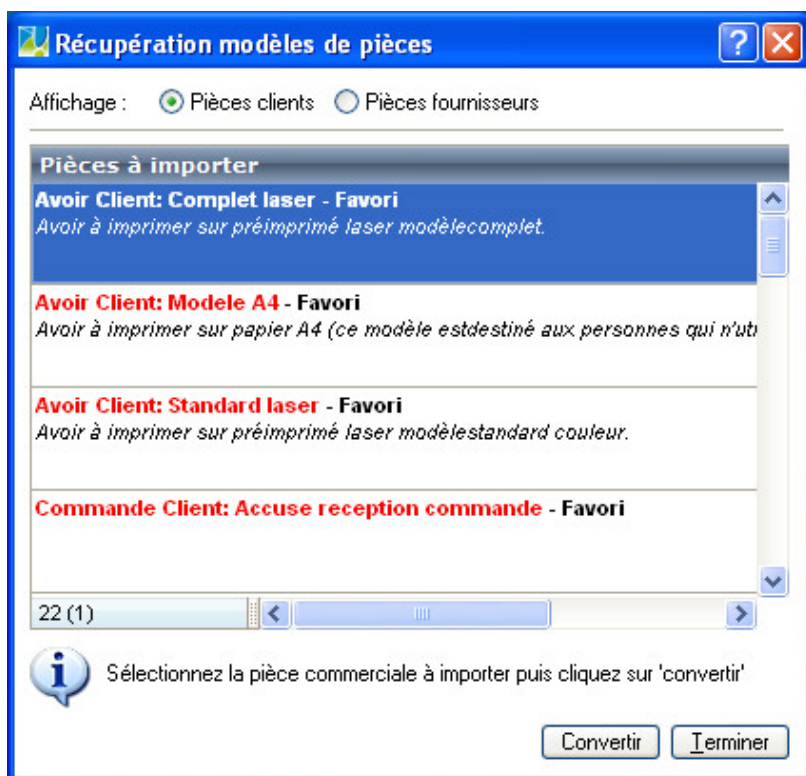 Récupération modèles de pièces
Affichage : Pièces clients Pièces fournisseurs
Pièces à importer
Avoir Client: Complet laser - Favori
Avoir à imprimer sur préimprimé laser modèlecomplet.
Avoir Client: Modele A4 - Favori
Avoir à imprimer sur papier A4 (ce modèle estdestiné aux personnes qui n'utr
Avoir Client: Standard laser - Favori
Avoir à imprimer sur préimprimé laser modèlestandard couleur.
Commande Client: Accuse reception commande - Favori
22 (1)
Sélectionnez la pièce commerciale à importer puis cliquez sur 'convertir'
Convertir Terminer